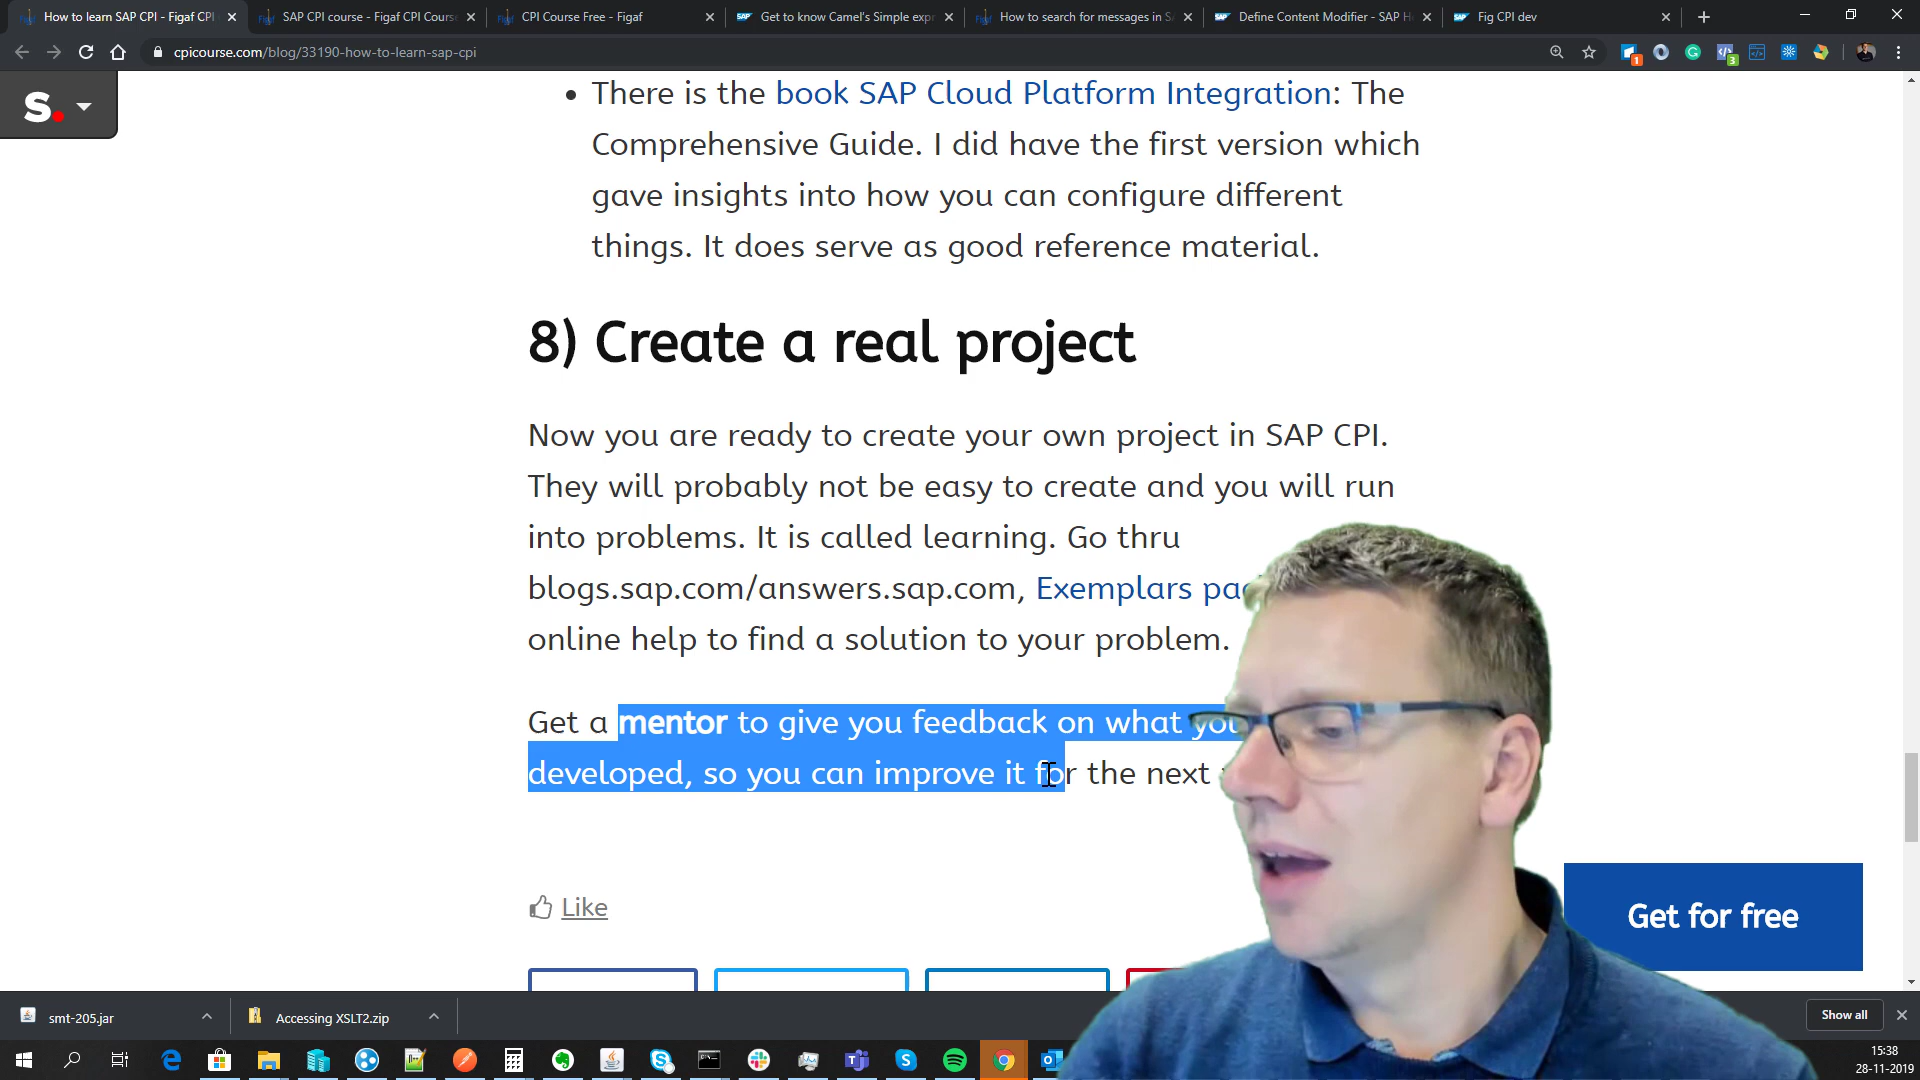 How to learn SAP CPI - Figaf CPI
SAP CPI course - Figaf CPI Course
CPI Course Free - Figaf
Get to know Camel's Simple exp
How to search for messages in S
Define Content Modifier - SAP H
Fig CPI dev
cpicourse.com/blog/33190-how-to-learn-sap-cpi
1
3
S.
There is the book SAP Cloud Platform Integration: The
Comprehensive Guide. I did have the first version which
gave insights into how you can configure different
things. It does serve as good reference material.
8) Create a real project
Now you are ready to create your own project in SAP CPI.
They will probably not be easy to create and you will run
into problems. It is called learning. Go thru
blogs.sap.com/answers.sap.com, Exemplars pac
online help to find a solution to your problem.
Get a mentor to give you feedback on what you
developed, so you can improve it for the next
Like
Get for free
smt-205.jar
Accessing XSLT2.zip
Show all
15:38
28-11-2019